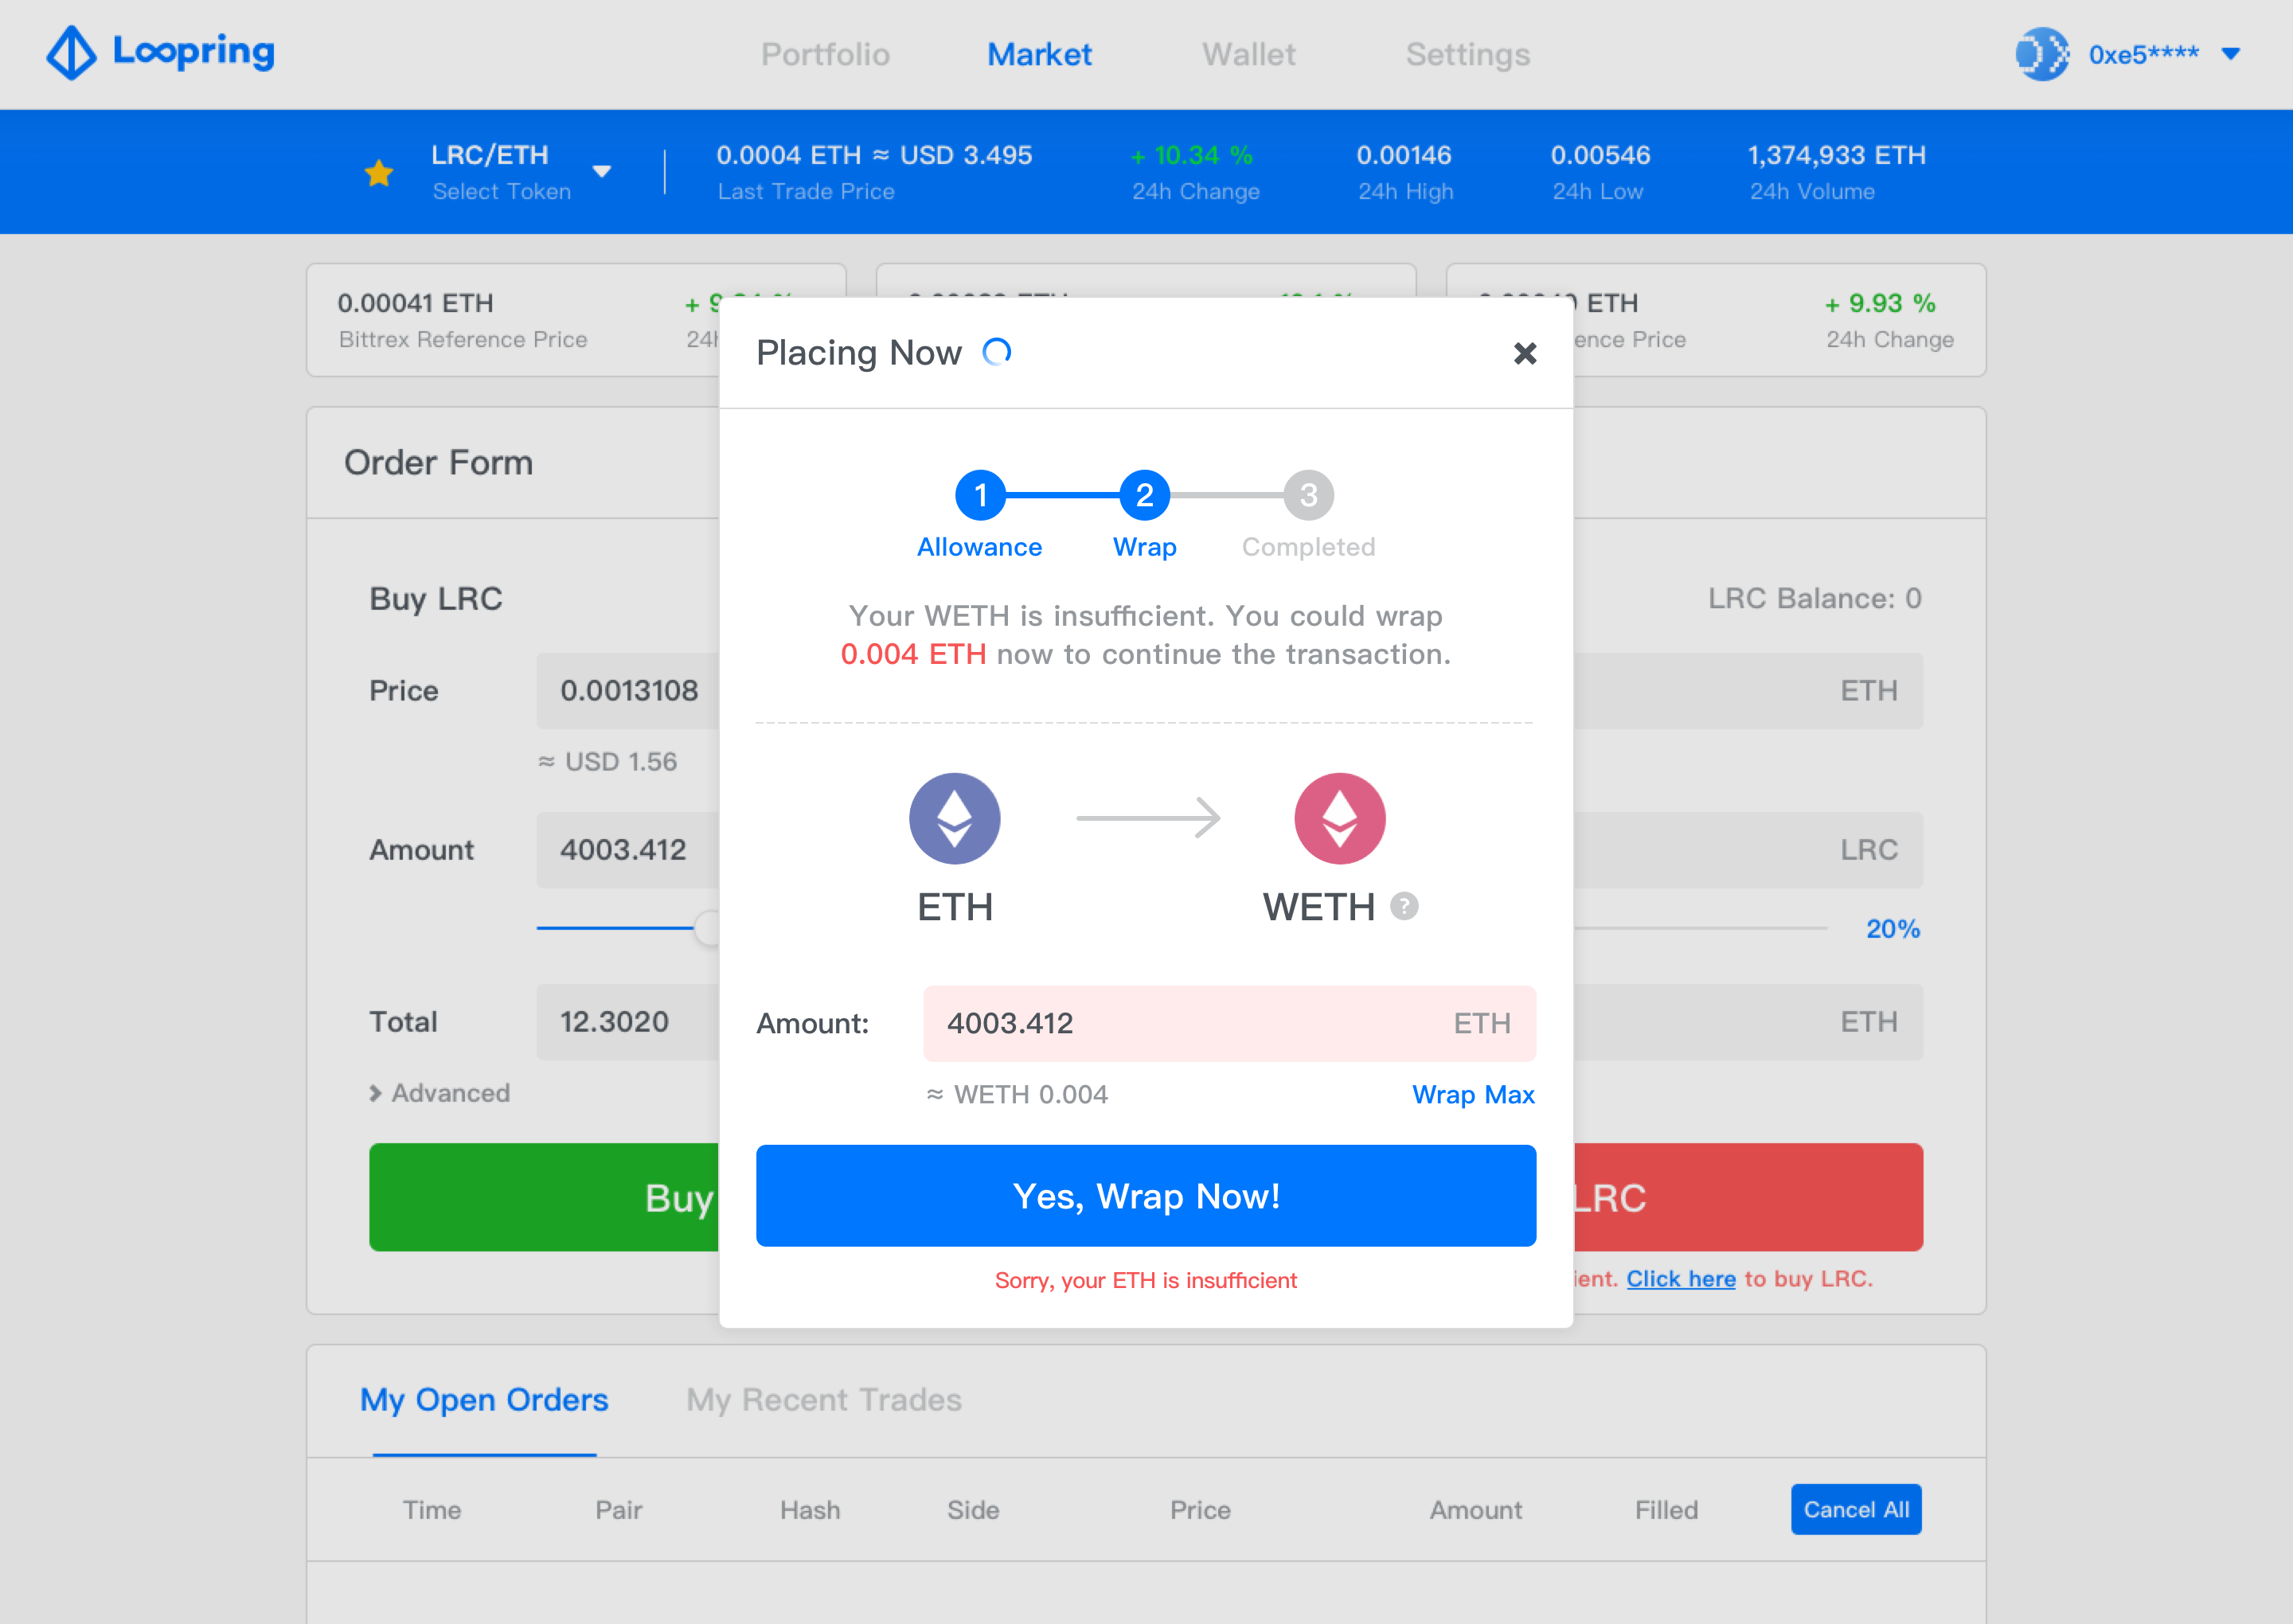 Loopring
Portfolio Market Wallet Settings
0xe5****
LRC/ETH 0.0004 ETH ≈ USD 3.495 + 10.34 % 0.00146 0.00546 1,374,933 ETH
Select Token Last Trade Price 24h Change 24h High 24h Low 24h Volume
0.00041 ETH + 9 ETH + 9.93 %
Bittrex Reference Price 24h Price 24h Change
Placing Now
Order Form
1 2 3
Allowance Wrap Completed
Buy LRC LRC Balance: 0
Your WETH is insufficient. You could wrap
0.004 ETH now to continue the transaction.
Price 0.0013108 ETH
≈ USD 1.56
Amount 4003.412 LRC
ETH WETH ?
20%
Total 12.3020 ETH
Amount: 4003.412 ETH
Advanced
≈ WETH 0.004 Wrap Max
Buy LRC
Yes, Wrap Now!
Sorry, your ETH is insufficient
Click here to buy LRC.
My Open Orders My Recent Trades
Time Pair Hash Side Price Amount Filled Cancel All